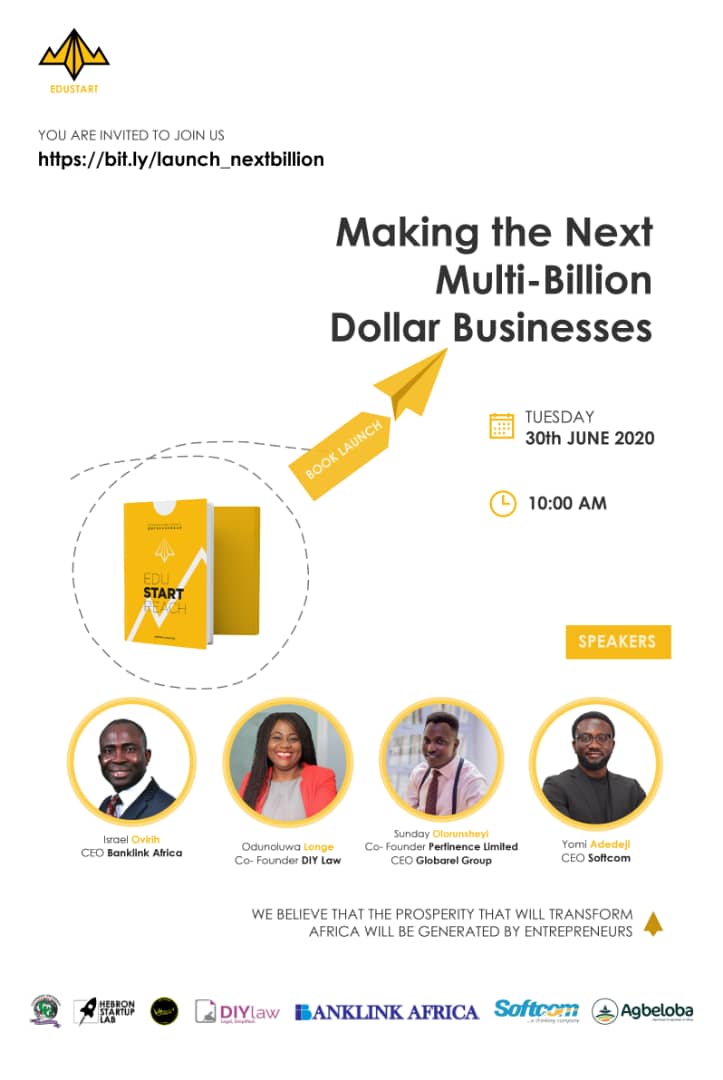 EDUSTART
YOU ARE INVITED TO JOIN US
https://bit.ly/launch_nextbillion
Making the Next
Multi-Billion
Dollar Businesses
BOOK LAUNCH
TUESDAY
30th JUNE 2020
10:00 AM
EDU
START
REACH
SPEAKERS
Israel Ovirih
CEO Banklink Africa
Odunoluwa Longe
Co- Founder DIY Law
Sunday Olorunsheyi
Co- Founder Pertinence Limited
CEO Globarel Group
Yomi Adedeji
CEO Softcom
WE BELIEVE THAT THE PROSPERITY THAT WILL TRANSFORM
AFRICA WILL BE GENERATED BY ENTREPRENEURS
HEBRON
STARTUP
LAB
DIYlaw
Legal, Simplified.
BANKLINK AFRICA
Softcom
...a thinking company
Agbeloba